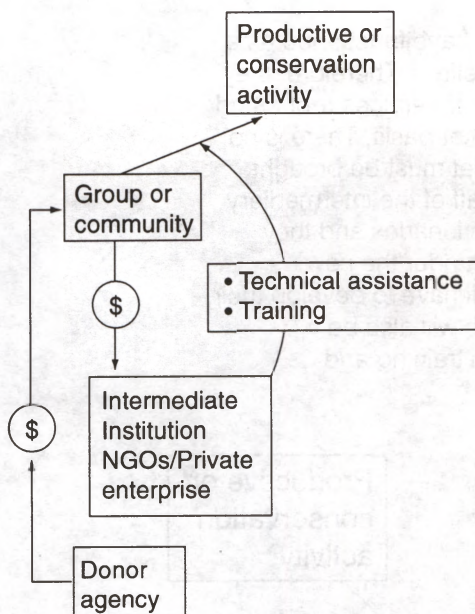 Productive or
conservation
activity
Group or
community
$
• Technical assistance
• Training
Intermediate
Institution
NGOs/Private
enterprise
$
Donor
agency